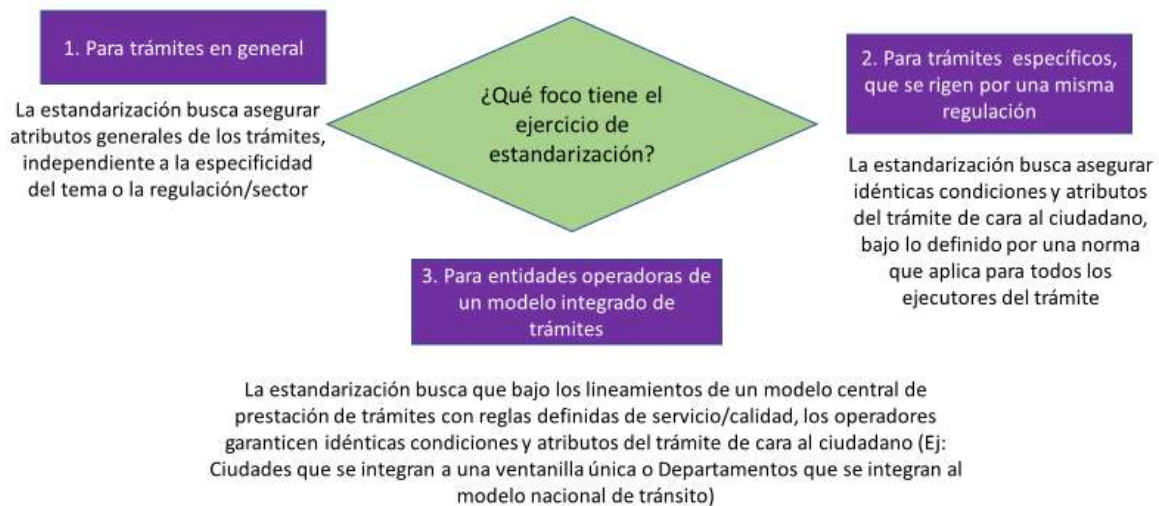 1. Para trámites en general
La estandarización busca asegurar
atributos generales de los trámites,
independiente a la especificidad
del tema o la regulación/sector
¿Qué foco tiene el
ejercicio de
estandarización?
2. Para trámites específicos,
que se rigen por una misma
regulación
La estandarización busca asegurar
idénticas condiciones y atributos
del trámite de cara al ciudadano,
bajo lo definido por una norma
que aplica para todos los
ejecutores del trámite
3. Para entidades operadoras de
un modelo integrado de
trámites
La estandarización busca que bajo los lineamientos de un modelo central de
prestación de trámites con reglas definidas de servicio/calidad, los operadores
garanticen idénticas condiciones y atributos del trámite de cara al ciudadano (Ej:
Ciudades que se integran a una ventanilla única o Departamentos que se integran al
modelo nacional de tránsito)